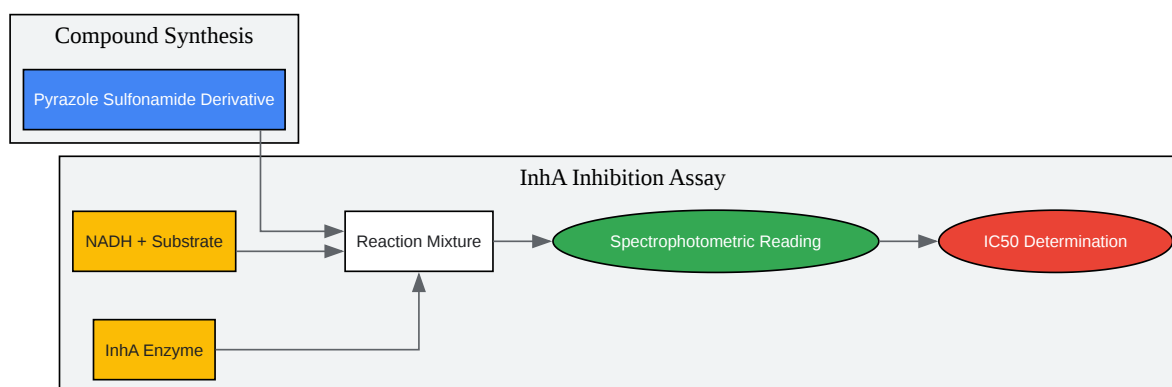 Compound Synthesis
Pyrazole Sulfonamide Derivative
InhA Inhibition Assay
NADH + Substrate
Reaction Mixture
Spectrophotometric Reading
IC50 Determination
InhA Enzyme